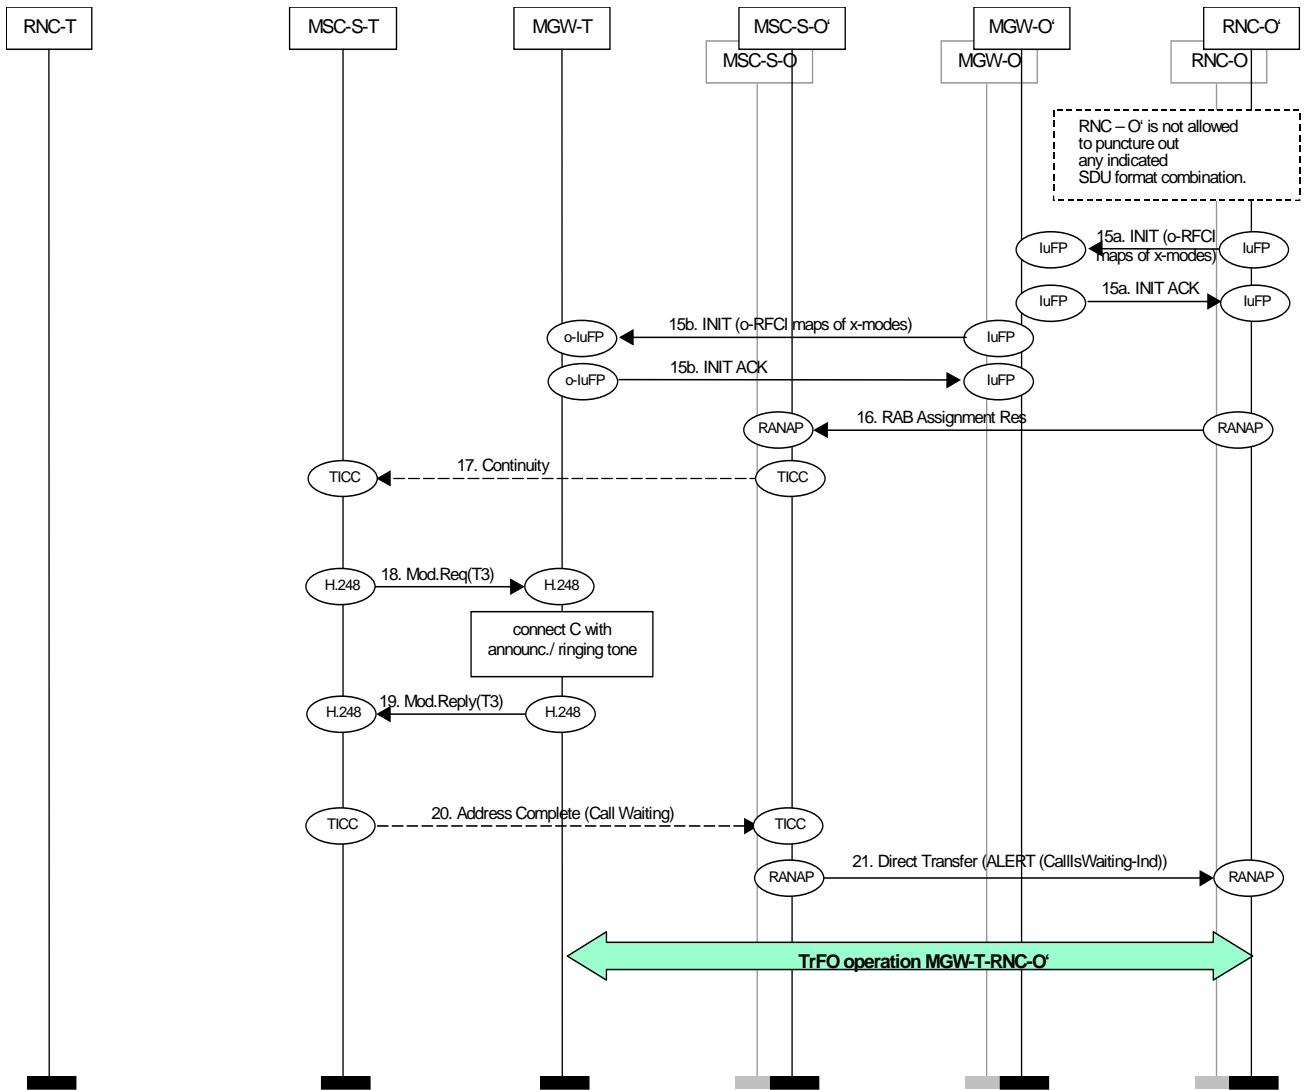 RNC-T
MSC-S-T
MGW-T
MSC-S-O‘
MGW-O‘
RNC-O‘
MSC-S-O
MGW-O
RNC-O
RNC – O‘ is not allowed
to puncture out
any indicated
SDU format combination.
IuFP
15a. INIT (o-RFCI
maps of x-modes)
IuFP
IuFP
15a. INIT ACK
IuFP
o-IuFP
15b. INIT (o-RFCI maps of x-modes)
IuFP
o-IuFP
15b. INIT ACK
IuFP
RANAP
16. RAB Assignment Res
RANAP
TICC
17. Continuity
TICC
H.248
18. Mod.Req(T3)
H.248
connect C with
announc./ ringing tone
H.248
19. Mod.Reply(T3)
H.248
TICC
20. Address Complete (Call Waiting)
TICC
RANAP
21. Direct Transfer (ALERT (CallIsWaiting-Ind))
RANAP
TrFO operation MGW-T-RNC-O‘